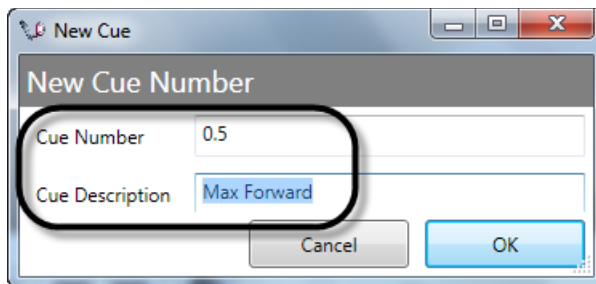 New Cue
New Cue Number
Cue Number 0.5
Cue Description Max Forward
Cancel OK